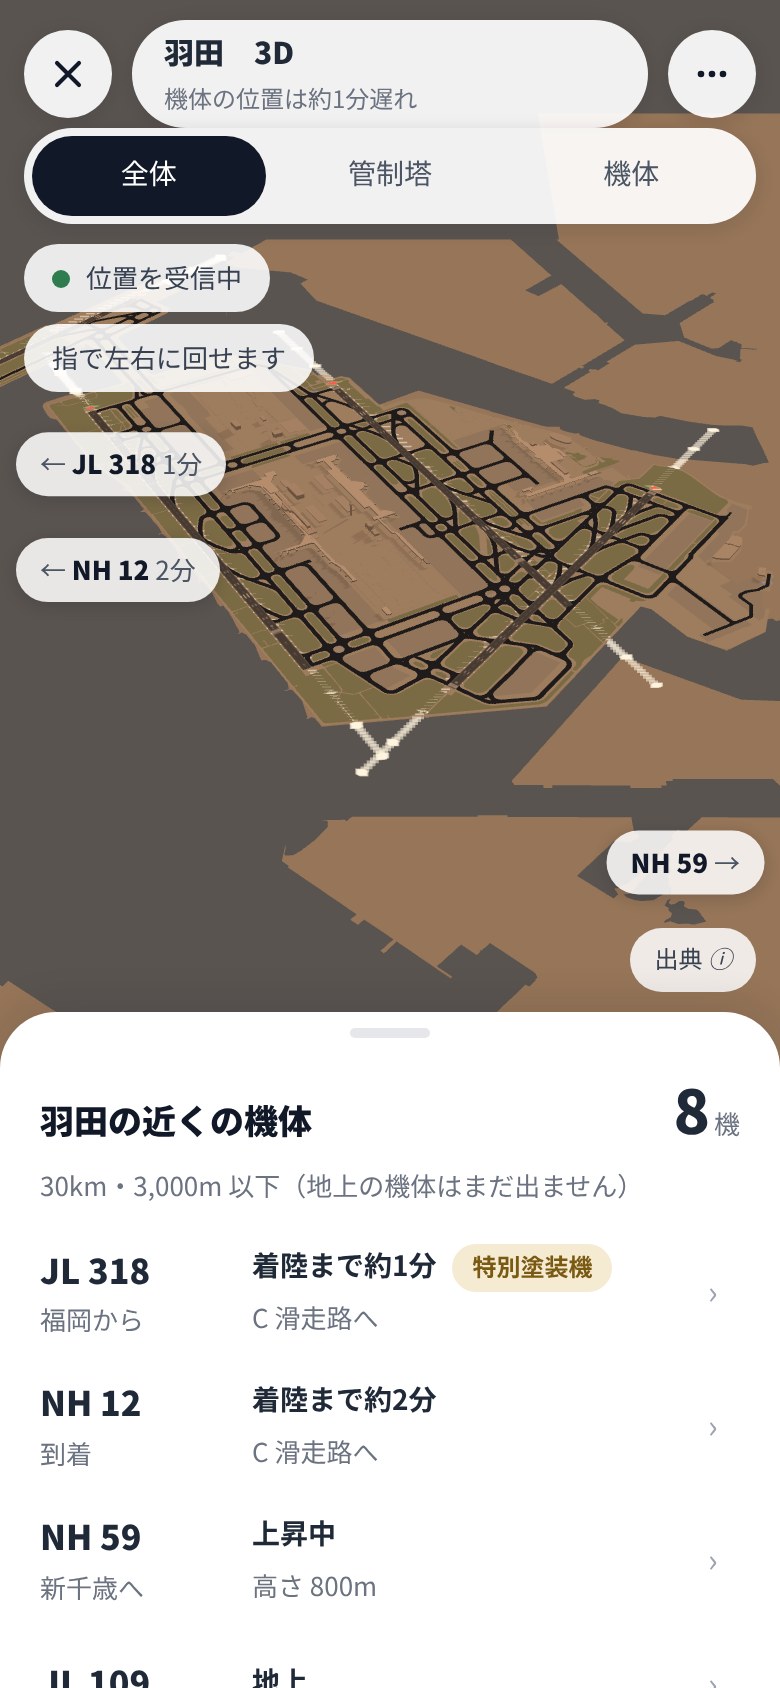 羽田　3D
機体の位置は約1分遅れ
全体
管制塔
機体
位置を受信中
指で左右に回せます
← JL 318 1分
← NH 12 2分
NH 59 →
出典 ⓘ
羽田の近くの機体
8機
30km・3,000m 以下（地上の機体はまだ出ません）
JL 318
着陸まで約1分
特別塗装機
福岡から
C 滑走路へ
NH 12
着陸まで約2分
到着
C 滑走路へ
NH 59
上昇中
新千歳へ
高さ 800m
JL 109
地上